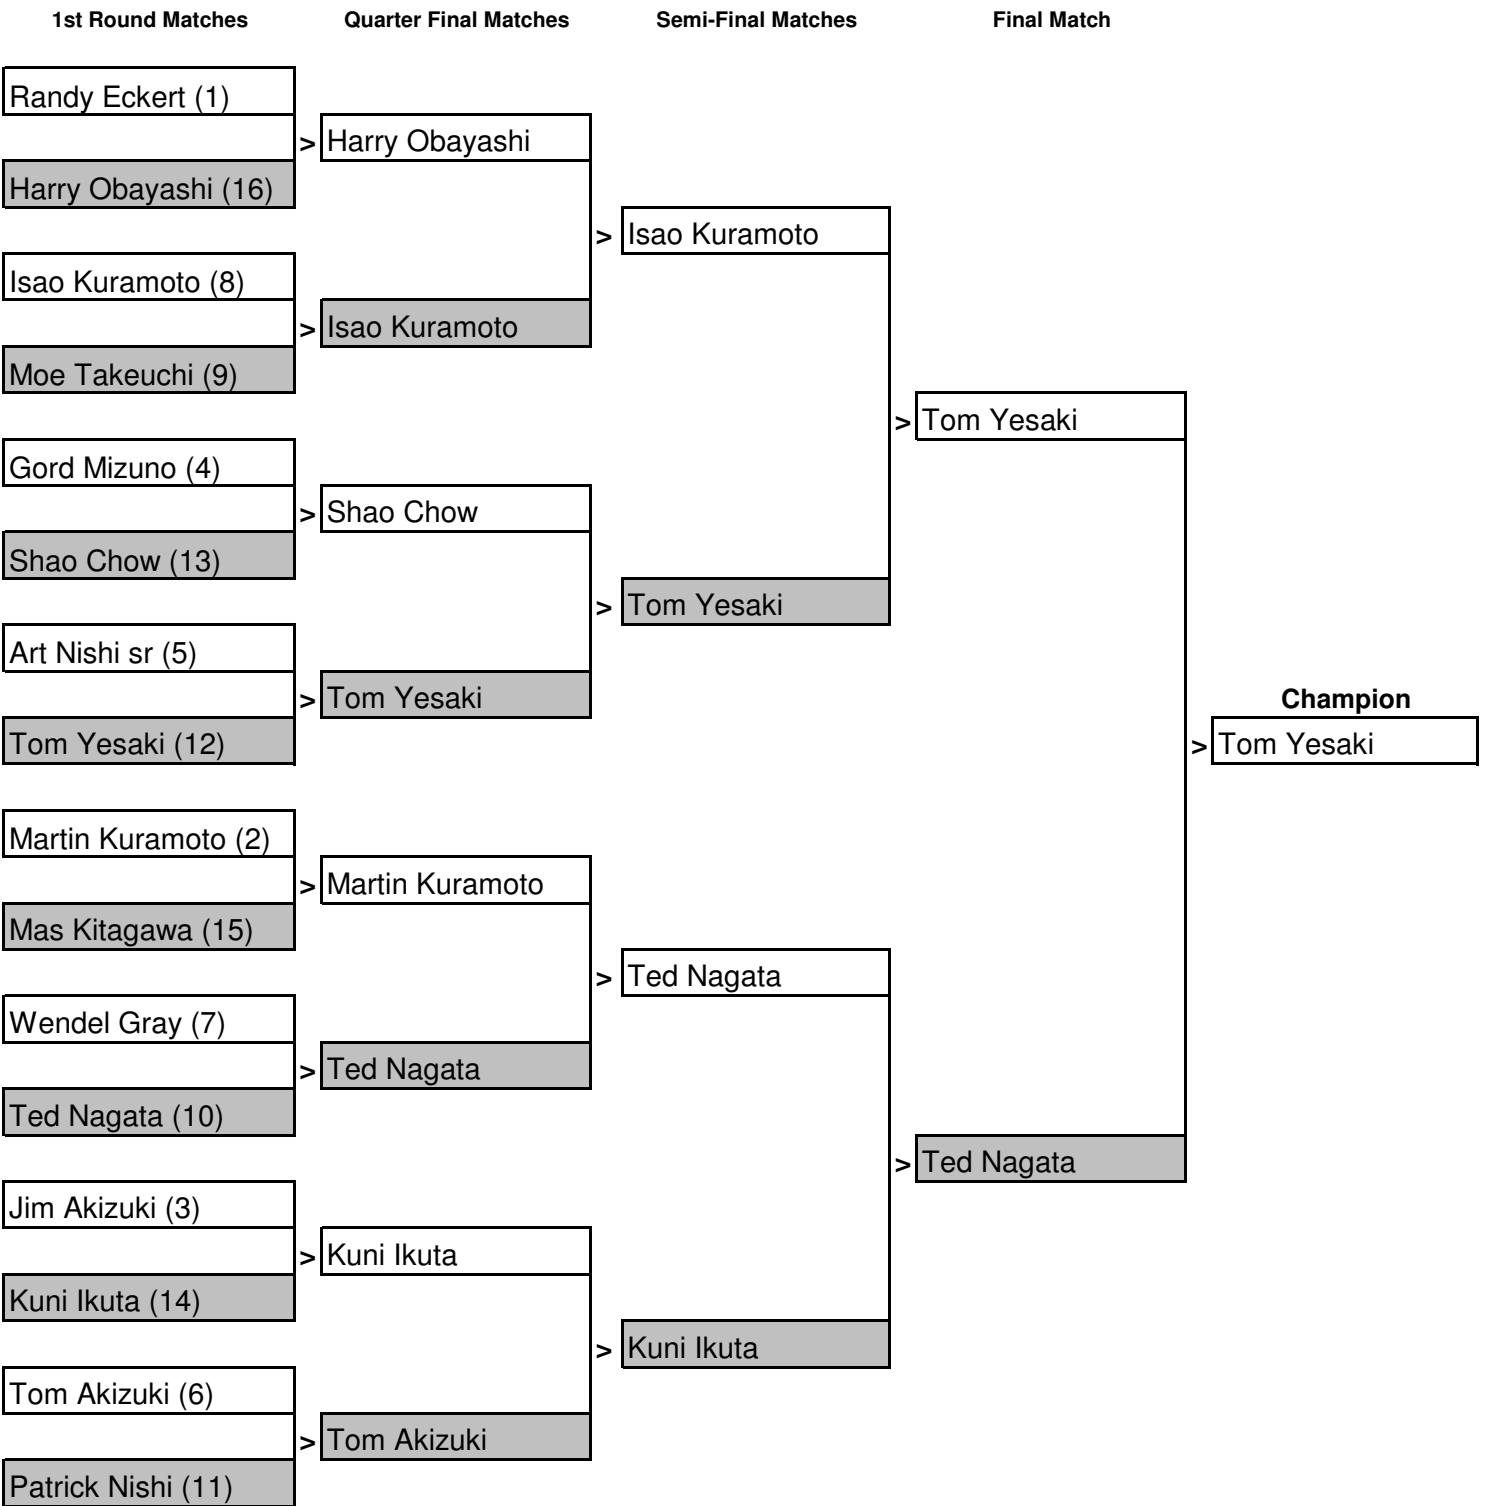 1st Round Matches
Quarter Final Matches
Semi-Final Matches
Final Match
Randy Eckert (1)
> Harry Obayashi
Harry Obayashi (16)
> Isao Kuramoto
Isao Kuramoto (8)
> Isao Kuramoto
Moe Takeuchi (9)
> Tom Yesaki
Gord Mizuno (4)
> Shao Chow
Shao Chow (13)
> Tom Yesaki
Art Nishi sr (5)
> Tom Yesaki
Tom Yesaki (12)
Champion
> Tom Yesaki
Martin Kuramoto (2)
> Martin Kuramoto
Mas Kitagawa (15)
> Ted Nagata
Wendel Gray (7)
> Ted Nagata
Ted Nagata (10)
> Ted Nagata
Jim Akizuki (3)
> Kuni Ikuta
Kuni Ikuta (14)
> Kuni Ikuta
Tom Akizuki (6)
> Tom Akizuki
Patrick Nishi (11)